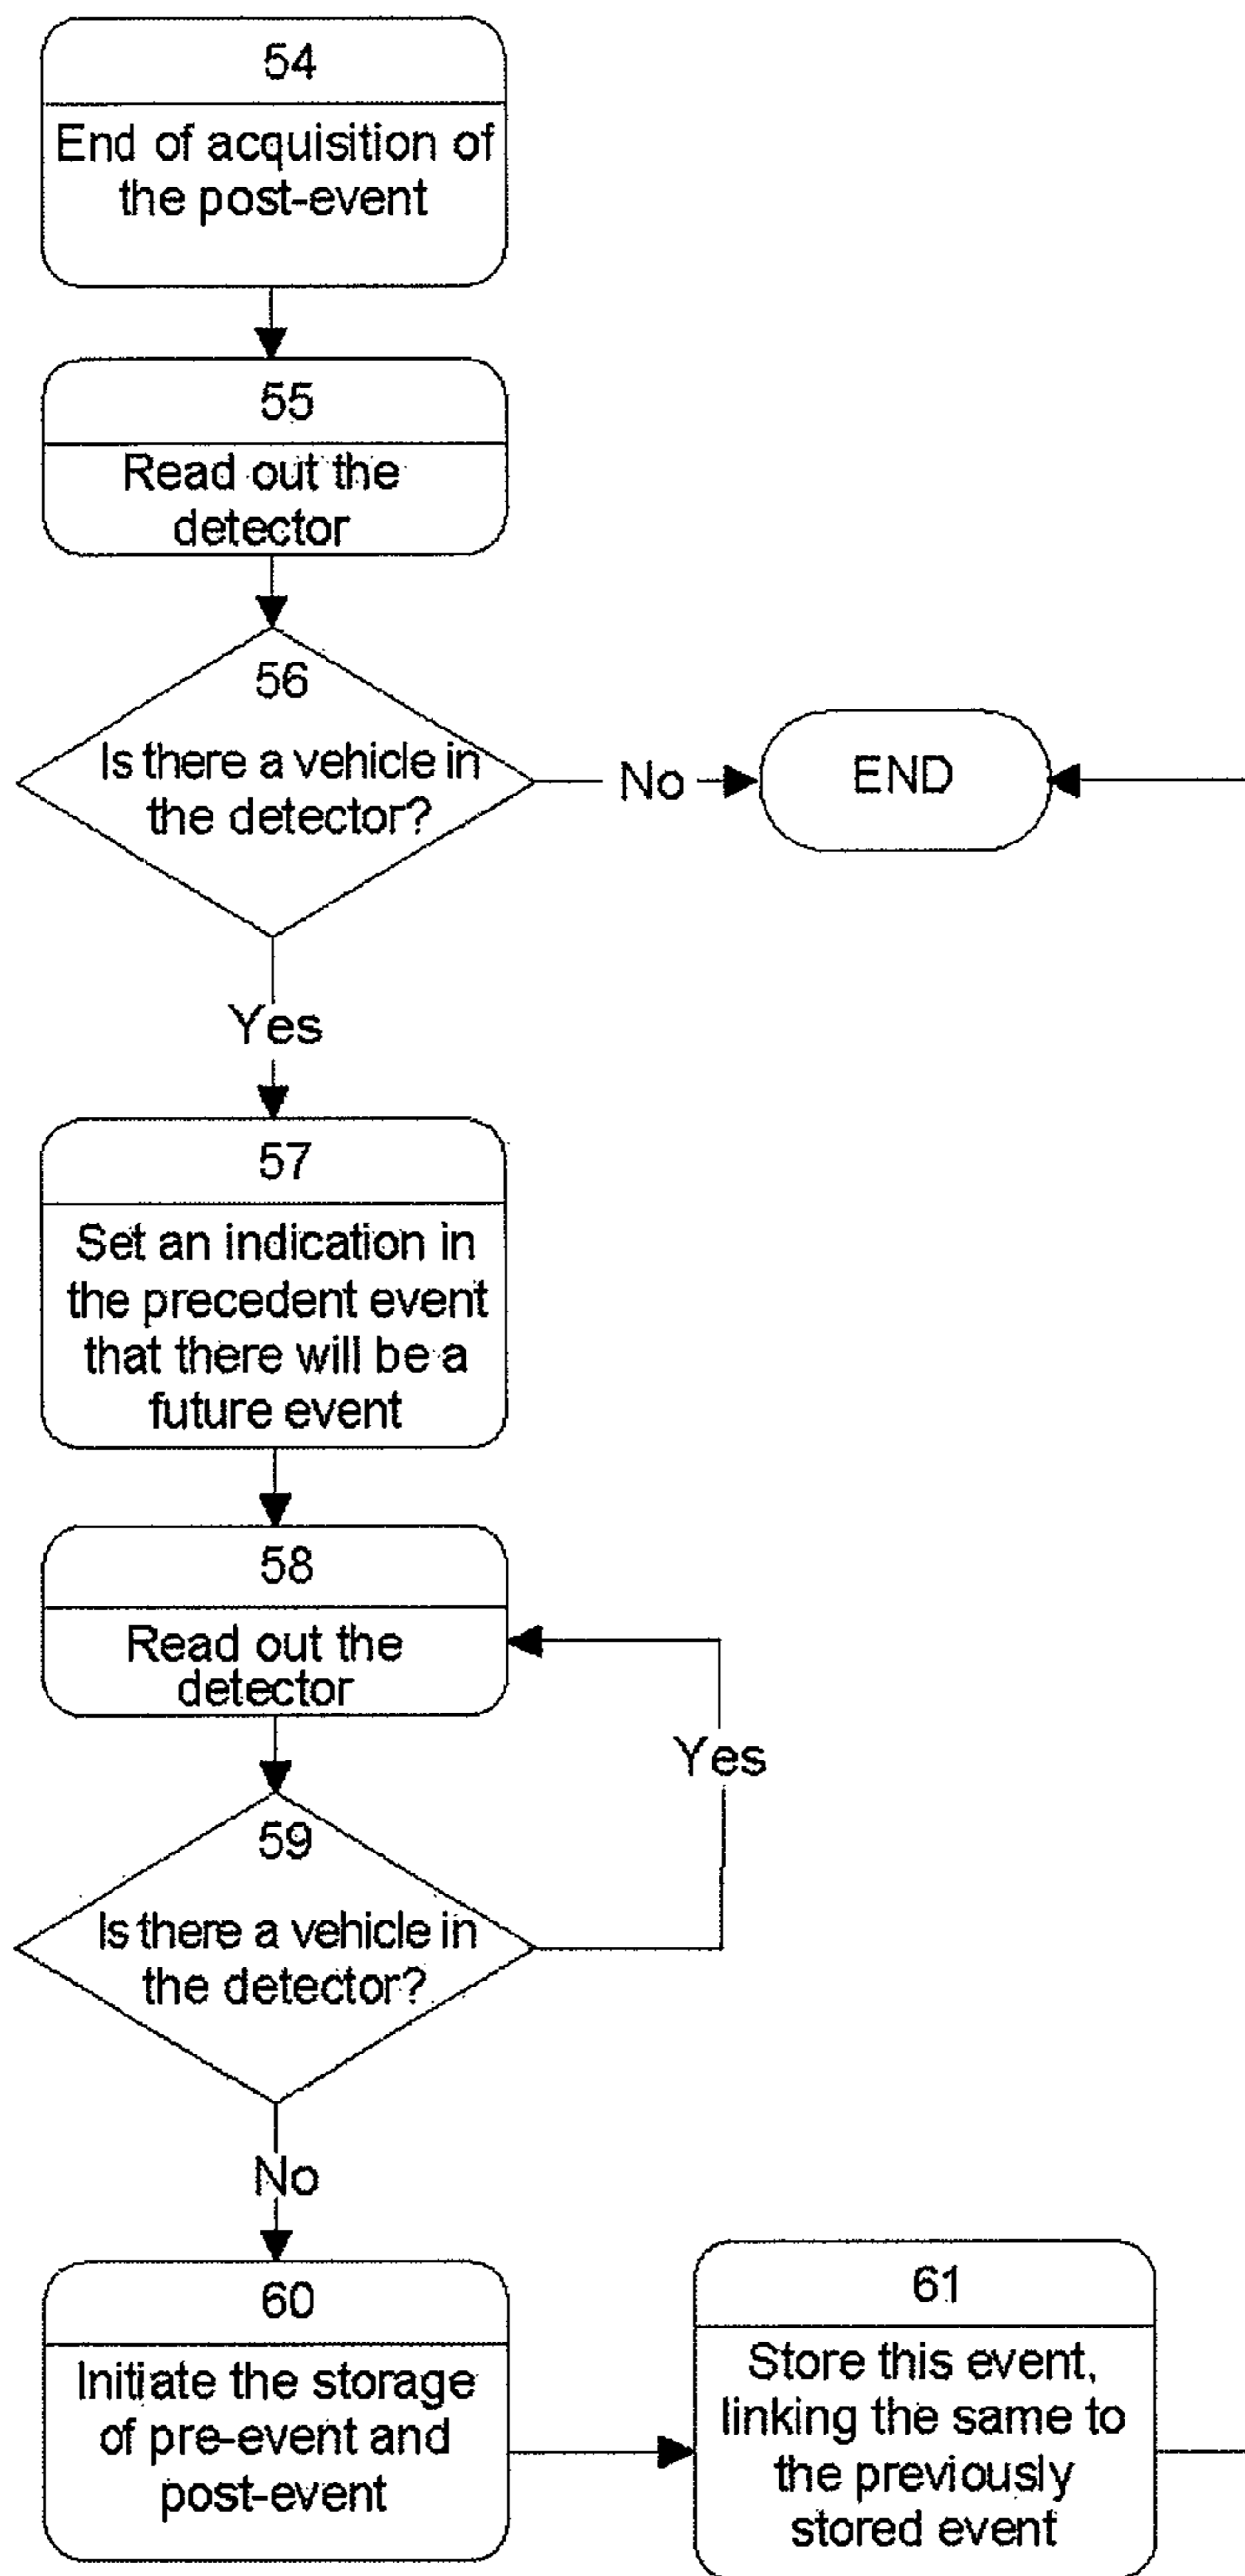 54
End of acquisition of
the post-event
55
Read out the
detector
56
Is there a vehicle in
the detector?
No
END
Yes
57
Set an indication in
the precedent event
that there will be a
future event
58
Read out the
detector
Yes
59
Is there a vehicle in
the detector?
No
60
Initiate the storage
of pre-event and
post-event
61
Store this event,
linking the same to
the previously
stored event